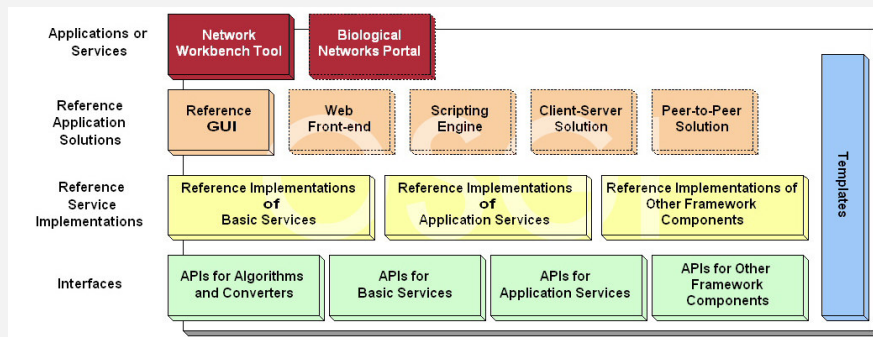 Applications or
Services
Network
Workbench Tool
Biological
Networks Portal
Reference
Application
Solutions
Reference
GUI
Web
Front-end
Scripting
Engine
Client-Server
Solution
Peer-to-Peer
Solution
Reference
Service
Implementations
Reference Implementations
of
Basic Services
Reference Implementations
of
Application Services
Reference Implementations of
Other Framework
Components
Interfaces
APIs for Algorithms
and Converters
APIs for
Basic Services
APIs for
Application Services
APIs for Other
Framework
Components
Templates
OSGi